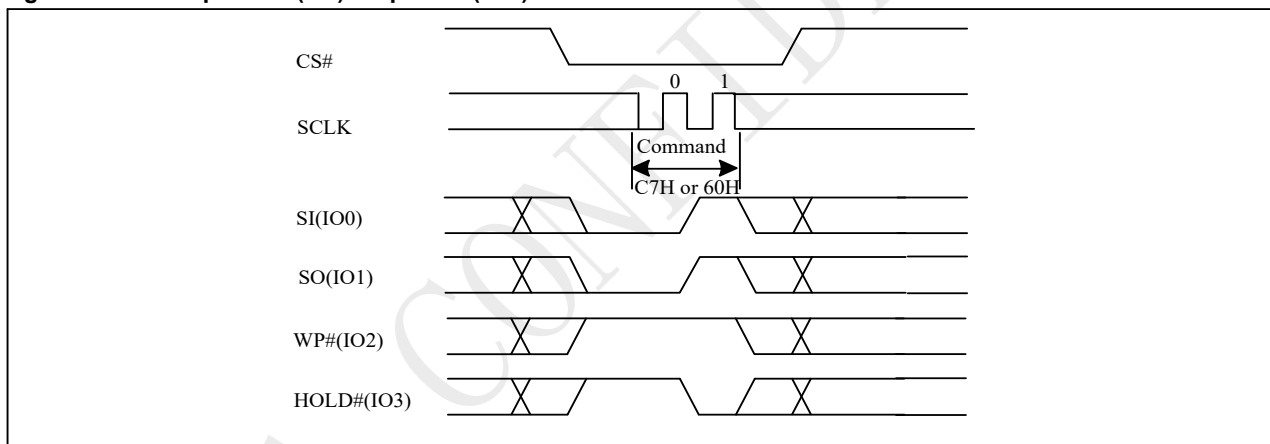 CS#
0 1
SCLK
Command
C7H or 60H
SI(IO0)
SO(IO1)
WP#(IO2)
HOLD#(IO3)